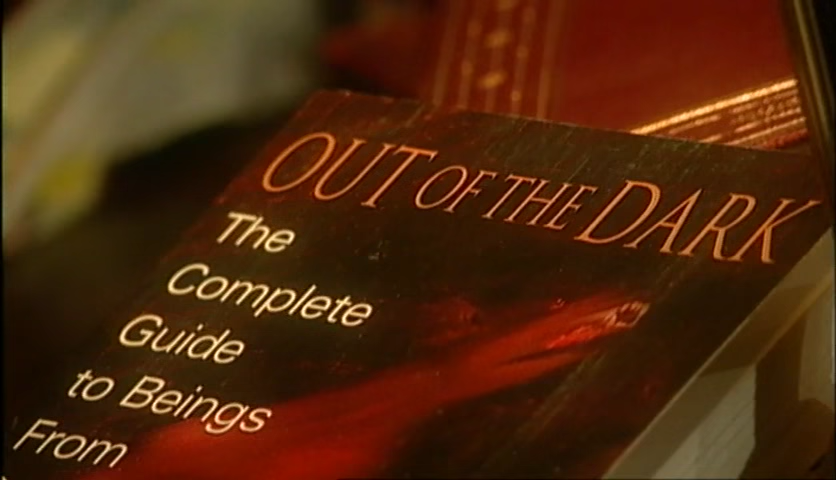 OUT OF THE DARK
The
Complete
Guide
to Beings
From